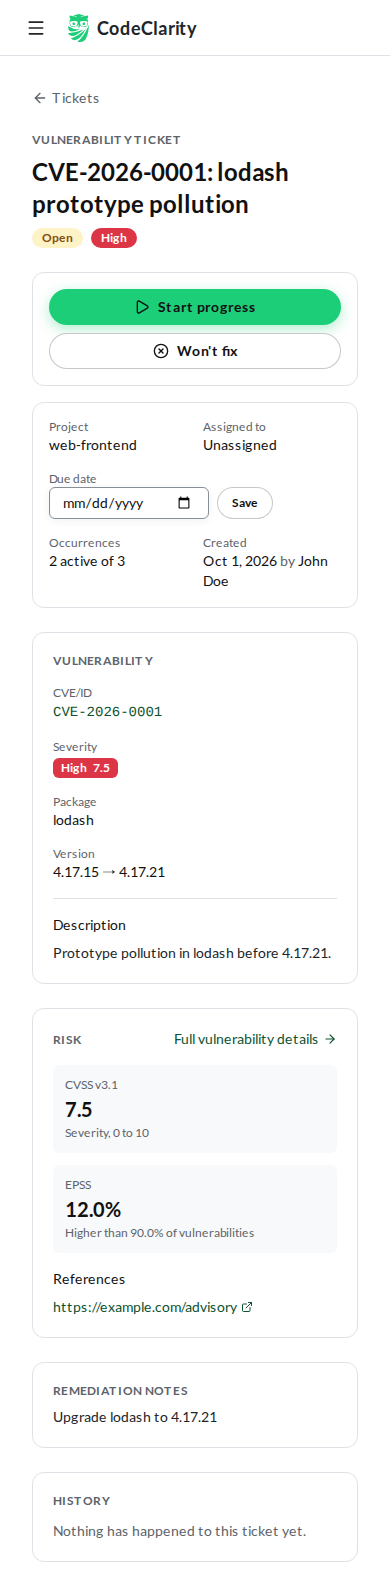 CodeClarity
Tickets
VULNERABILITY TICKET
CVE-2026-0001: lodash
prototype pollution
Open High
Start progress
Won't fix
Project Assigned to
web-frontend Unassigned
Due date
mm/dd/yyyy Save
Occurrences Created
2 active of 3 Oct 1, 2026 by John
Doe
VULNERABILITY
CVE/ID
CVE-2026-0001
Severity
High 7.5
Package
lodash
Version
4.17.15 → 4.17.21
Description
Prototype pollution in lodash before 4.17.21.
RISK Full vulnerability details
CVSS v3.1
7.5
Severity, 0 to 10
EPSS
12.0%
Higher than 90.0% of vulnerabilities
References
https://example.com/advisory
REMEDIATION NOTES
Upgrade lodash to 4.17.21
HISTORY
Nothing has happened to this ticket yet.